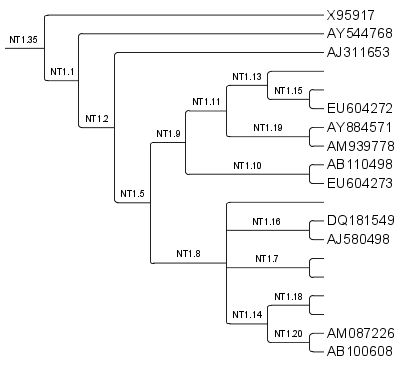 X95917
NT1.35
AY544768
NT1.1
AJ311653
NT1.13
NT1.15
NT1.11
EU604272
NT1.2
AY884571
NT1.19
NT1.9
AM939778
AB110498
NT1.10
EU604273
NT1.5
DQ181549
NT1.16
AJ580498
NT1.8
NT1.7
NT1.18
NT1.14
AM087226
NT1.20
AB100608